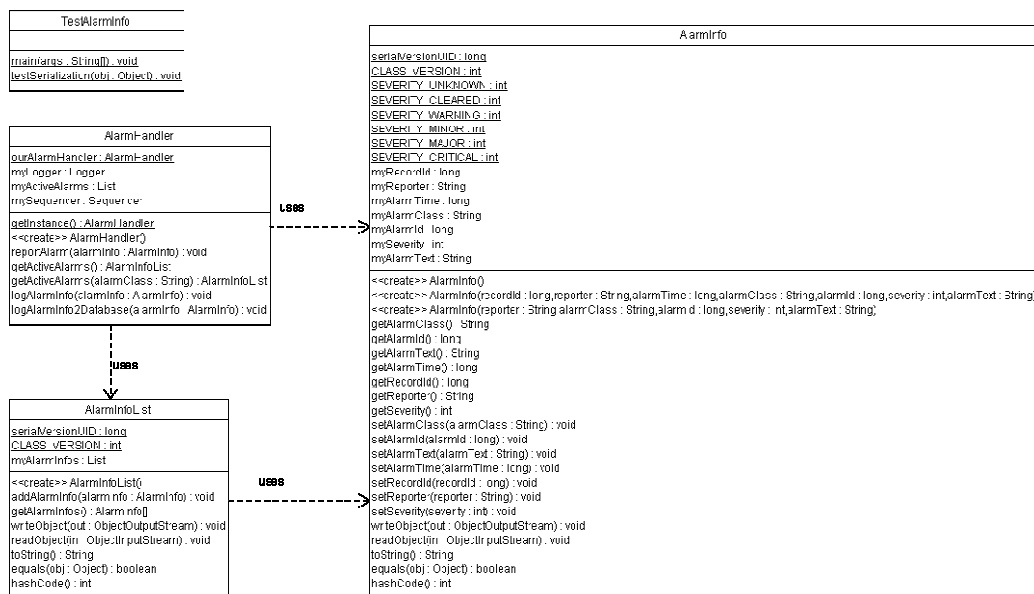 TestAlarmInfo
main(args : String[]) : void
testSerialization(obj : Object) : void
AlarmHandler
ourAlarmHandler : AlarmHandler
myLogger : Logger
myActiveAlarms : List
mySequencer : Sequencer
getInstance() : AlarmHandler
<<create>> AlarmHandler()
reportAlarm(alarmInfo : AlarmInfo) : void
getActiveAlarms() : AlarmInfoList
getActiveAlarms(alarmClass : String) : AlarmInfoList
logAlarmInfo(alarmInfo : AlarmInfo) : void
logAlarmInfo2Database(alarmInfo : AlarmInfo) : void
uses
uses
AlarmInfoList
serialVersionUID : long
CLASS_VERSION : int
myAlarmInfos : List
<<create>> AlarmInfoList()
addAlarmInfo(alarmInfo : AlarmInfo) : void
getAlarmInfos() : AlarmInfo[]
writeObject(out : ObjectOutputStream) : void
readObject(in : ObjectInputStream) : void
toString() : String
equals(obj : Object) : boolean
hashCode() : int
uses
AlarmInfo
serialVersionUID : long
CLASS_VERSION : int
SEVERITY_UNKNOWN : int
SEVERITY_CLEARED : int
SEVERITY_WARNING : int
SEVERITY_MINOR : int
SEVERITY_MAJOR : int
SEVERITY_CRITICAL : int
myRecordId : long
myReporter : String
myAlarmTime : long
myAlarmClass : String
myAlarmId : long
mySeverity : int
myAlarmText : String
<<create>> AlarmInfo()
<<create>> AlarmInfo(recordId : long,reporter : String,alarmTime : long,alarmClass : String,alarmId : long,severity : int,alarmText : String)
<<create>> AlarmInfo(reporter : String,alarmClass : String,alarmId : long,severity : int,alarmText : String)
getAlarmClass() : String
getAlarmId() : long
getAlarmText() : String
getAlarmTime() : long
getRecordId() : long
getReporter() : String
getSeverity() : int
setAlarmClass(alarmClass : String) : void
setAlarmId(alarmId : long) : void
setAlarmText(alarmText : String) : void
setAlarmTime(alarmTime : long) : void
setRecordId(recordId : long) : void
setReporter(reporter : String) : void
setSeverity(severity : int) : void
writeObject(out : ObjectOutputStream) : void
readObject(in : ObjectInputStream) : void
toString() : String
equals(obj : Object) : boolean
hashCode() : int